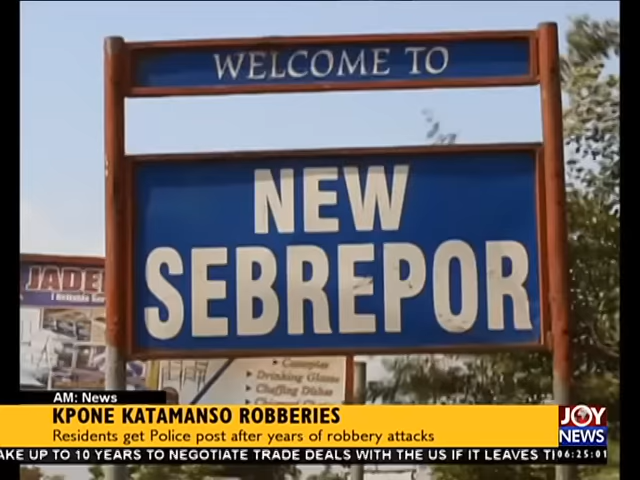 WELCOME TO
NEW
SEBREPOR
JADE
Canopies
Drinking Glasses
Chaffing Dishes
AM: News
KPONE KATAMANSO ROBBERIES
Residents get Police post after years of robbery attacks
JOY
NEWS
AKE UP TO 10 YEARS TO NEGOTIATE TRADE DEALS WITH THE US IF IT LEAVES T
06:25:01